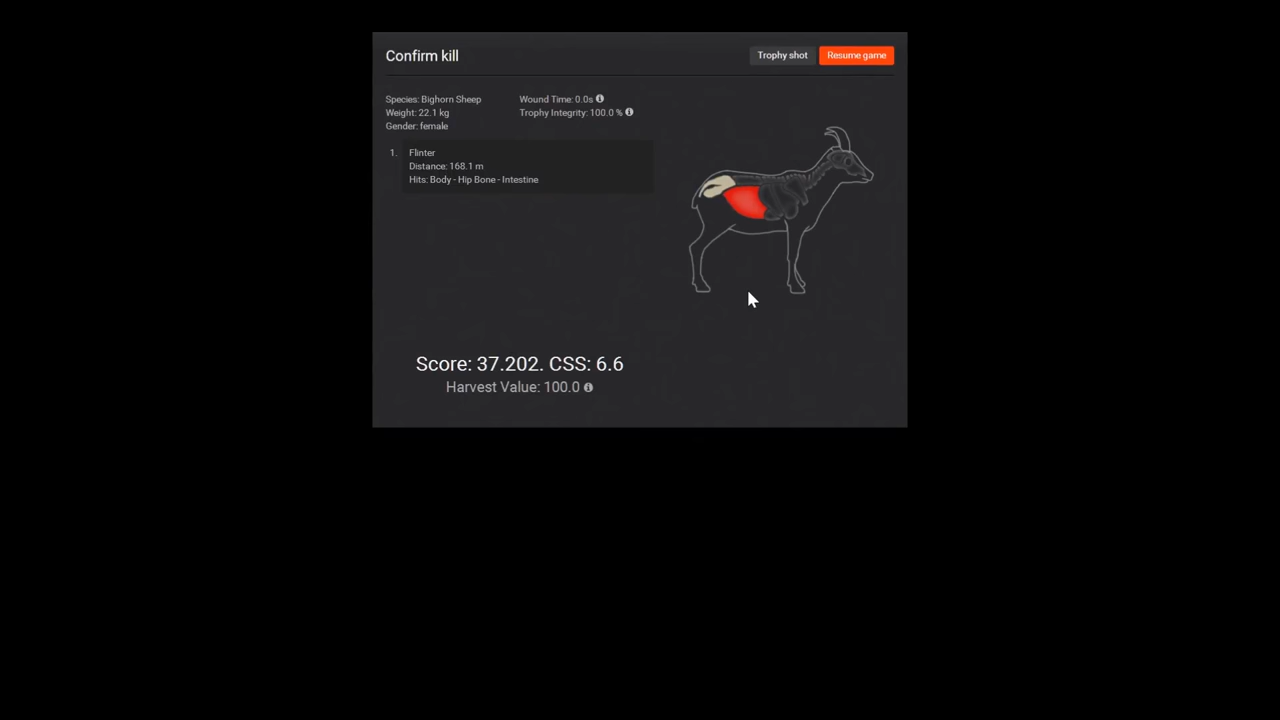 Confirm kill
Trophy shot
Resume game
Species: Bighorn Sheep
Weight: 22.1 kg
Gender: female
Wound Time: 0.0s
Trophy Integrity: 100.0 %
1.
Flinter
Distance: 168.1 m
Hits: Body - Hip Bone - Intestine
Score: 37.202. CSS: 6.6
Harvest Value: 100.0